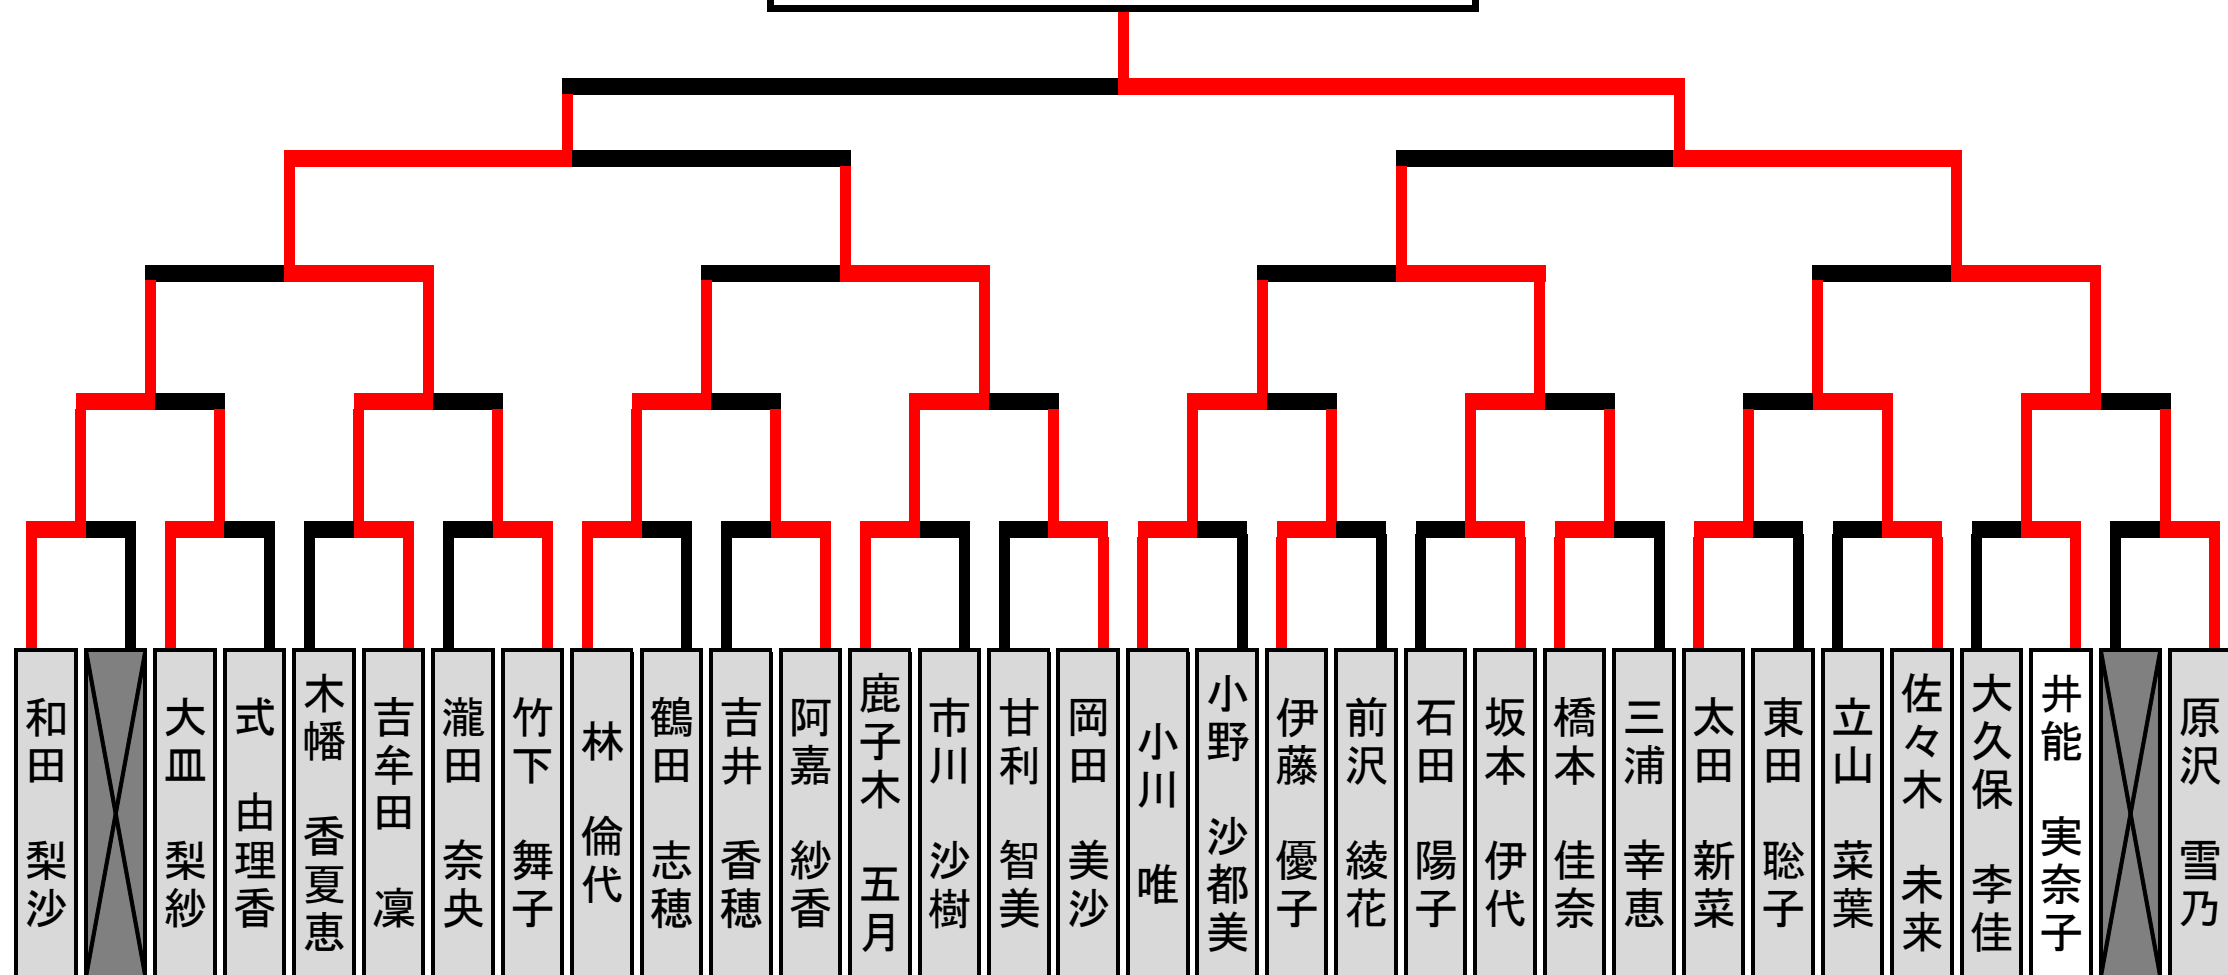 和田 梨沙
大皿 梨紗
式 由理香
木幡 香夏恵
吉牟田 凜
瀧田 奈央
竹下 舞子
林 倫代
鶴田 志穂
吉井 香穂
阿嘉 紗香
鹿子木 五月
市川 沙樹
甘利 智美
岡田 美沙
小川 唯
小野 沙都美
伊藤 優子
前沢 綾花
石田 陽子
坂本 伊代
橋本 佳奈
三浦 幸恵
太田 新菜
東田 聡子
立山 菜葉
佐々木 未来
大久保 李佳
井能 実奈子
原沢 雪乃